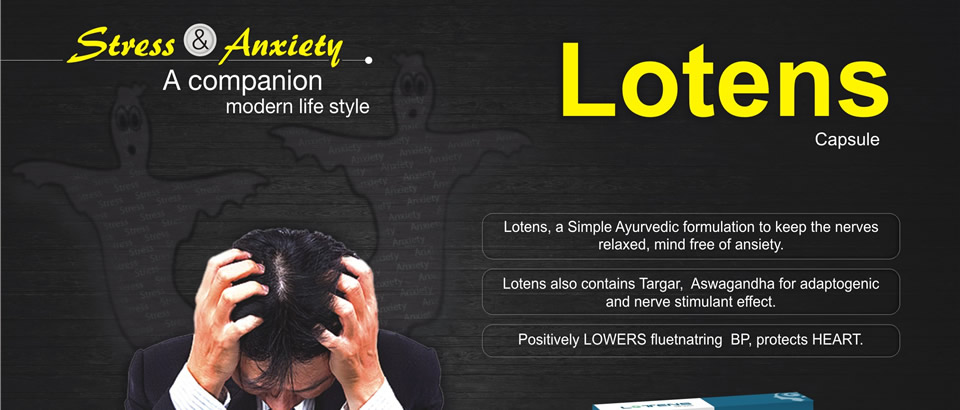 Stress & Anxiety
A companion
modern life style
Lotens
Capsule
Lotens, a Simple Ayurvedic formulation to keep the nerves
relaxed, mind free of ansiety.
Lotens also contains Targar, Aswagandha for adaptogenic
and nerve stimulant effect.
Positively LOWERS fluetnatring BP, protects HEART.
LOTENS